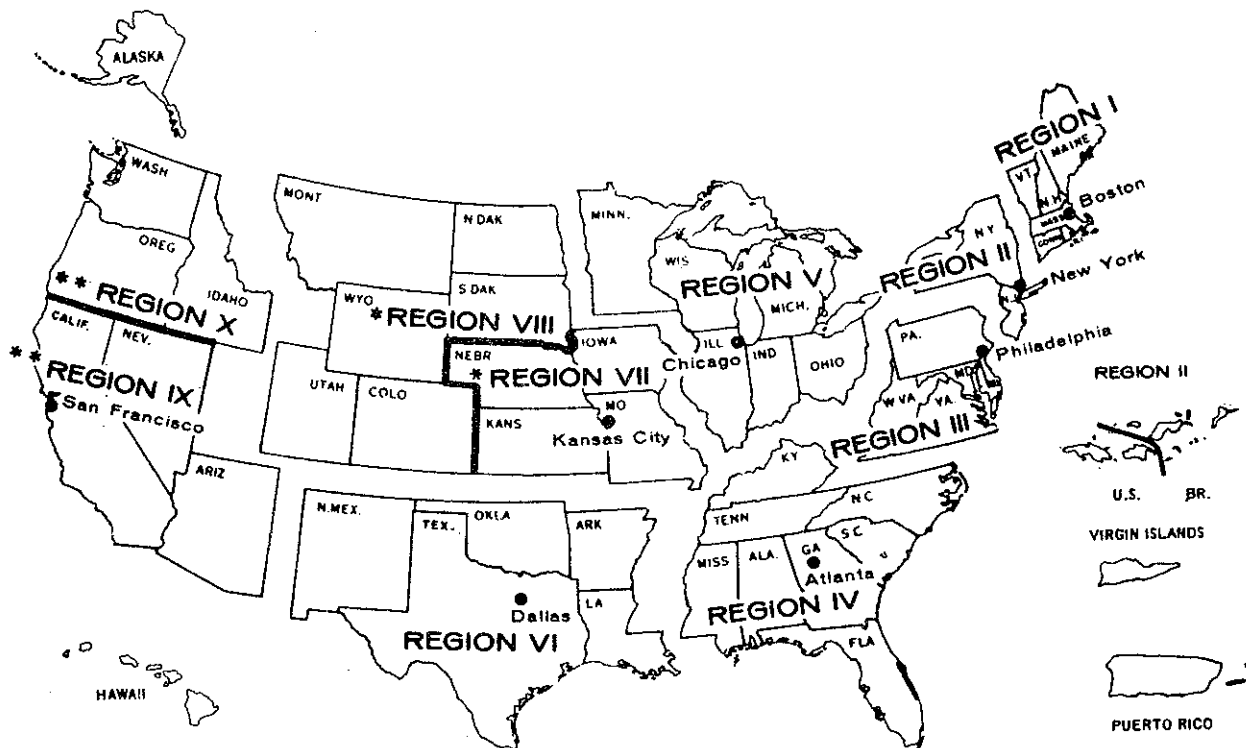 ALASKA
REGION I
MAINE
VT.
N H
MASS
CONN
R.I.
Boston
WASH
MONT
N DAK
MINN.
OREG
IDAHO
** REGION X
WYO
S DAK
* REGION VIII
WIS
REGION V
MICH.
N Y
REGION II
New York
N.J.
CALIF.
NEV.
** REGION IX
San Francisco
UTAH
COLO
NEBR
* REGION VII
IOWA
ILL
Chicago
IND
OHIO
PA.
Philadelphia
MD
W VA
VA.
REGION III
KANS
MO
Kansas City
KY
REGION II
U.S. BR.
VIRGIN ISLANDS
ARIZ
N.MEX.
TEX.
OKLA
ARK
TENN
N C
S C
MISS
ALA.
GA
Atlanta
REGION IV
LA
Dallas
REGION VI
FLA
HAWAII
PUERTO RICO